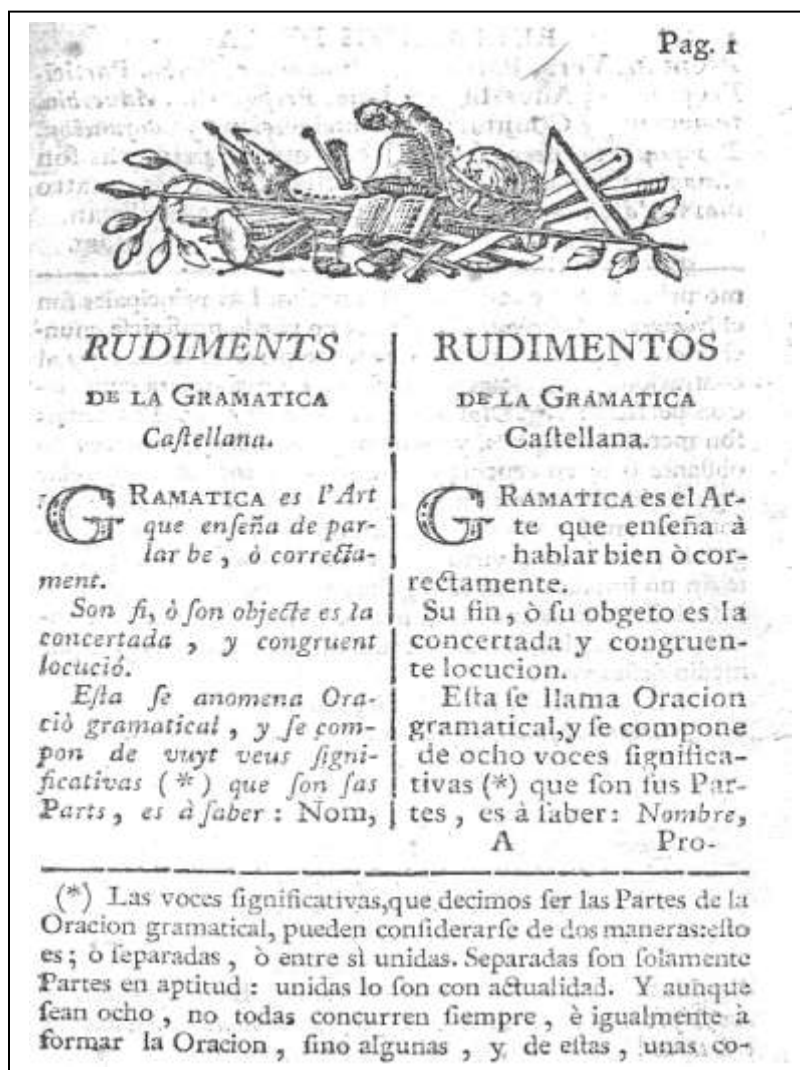 Pag. 1
RUDIMENTS
DE LA GRAMATICA
Caſtellana.
GRAMATICA es l'Art
que enſeña de par-
lar be, ò correcta-
ment.
Son fi, ò ſon objecte es la
concertada, y congruent
locució.
Eſta ſe anomena Ora-
ciò gramatical, y ſe com-
pon de vuyt veus ſigni-
ficativas (*) que ſon ſas
Parts, es à ſaber: Nom,
RUDIMENTOS
DE LA GRAMATICA
Caſtellana.
GRAMATICA es el Ar-
te que enſeña à
hablar bien ò cor-
rectamente.
Su fin, ò ſu obgeto es la
concertada y congruen-
te locucion.
Eſta ſe llama Oracion
gramatical, y ſe compone
de ocho voces ſignifica-
tivas (*) que ſon ſus Par-
tes, es à ſaber: Nombre,
A Pro-
(*) Las voces ſignificativas, que decimos ſer las Partes de la
Oracion gramatical, pueden conſiderarſe de dos maneras: eſto
es; ò ſeparadas, ò entre sì unidas. Separadas ſon ſolamente
Partes en aptitud: unidas lo ſon con actualidad. Y aunque
ſean ocho, no todas concurren ſiempre, è igualmente à
formar la Oracion, ſino algunas, y de eſtas, unas co-